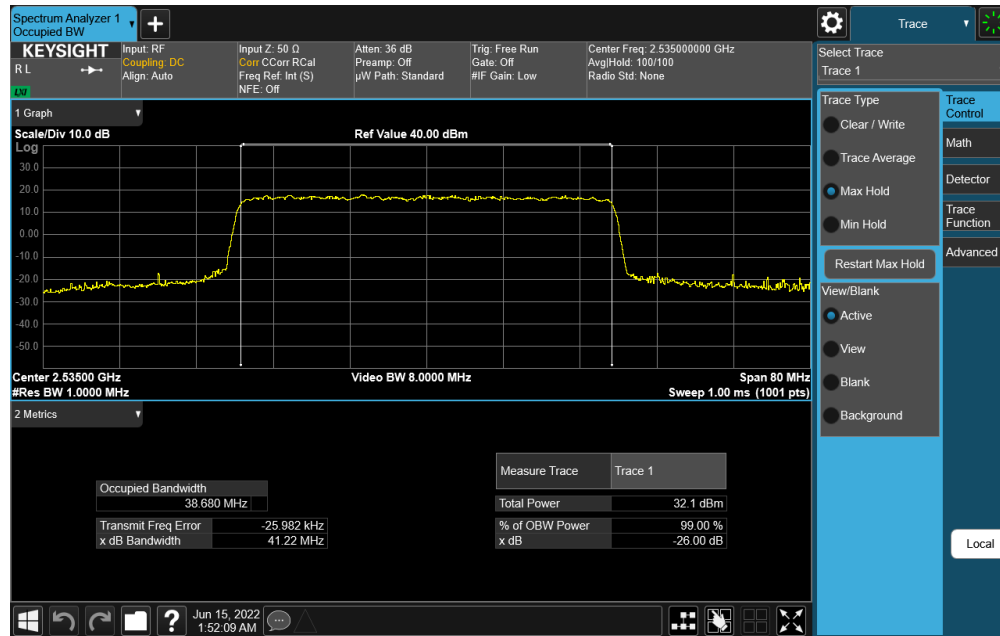 Spectrum Analyzer 1
Occupied BW
KEYSIGHT
R L
LXI
Input: RF
Coupling: DC
Align: Auto
Input Z: 50 Ω
Corr CCorr RCal
Freq Ref: Int (S)
NFE: Off
Atten: 36 dB
Preamp: Off
µW Path: Standard
Trig: Free Run
Gate: Off
#IF Gain: Low
Center Freq: 2.535000000 GHz
Avg|Hold: 100/100
Radio Std: None
1 Graph
Scale/Div 10.0 dB
Ref Value 40.00 dBm
Log
30.0
20.0
10.0
0.00
-10.0
-20.0
-30.0
-40.0
-50.0
Center 2.53500 GHz
Video BW 8.0000 MHz
Span 80 MHz
#Res BW 1.0000 MHz
Sweep 1.00 ms (1001 pts)
2 Metrics
Measure Trace
Trace 1
Occupied Bandwidth
38.680 MHz
Total Power
32.1 dBm
Transmit Freq Error
-25.982 kHz
% of OBW Power
99.00 %
x dB Bandwidth
41.22 MHz
x dB
-26.00 dB
Jun 15, 2022
1:52:09 AM
Trace
Select Trace
Trace 1
Trace Type
Clear / Write
Trace Average
Max Hold
Min Hold
Restart Max Hold
View/Blank
Active
View
Blank
Background
Trace
Control
Math
Detector
Trace
Function
Advanced
Local